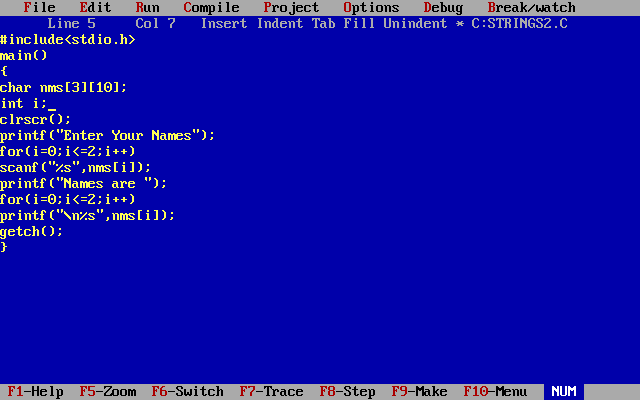 File Edit Run Compile Project Options Debug Break/watch
Line 5 Col 7 Insert Indent Tab Fill Unindent * C:STRINGS2.C
#include<stdio.h>
main()
{
char nms[3][10];
int i;_
clrscr();
printf("Enter Your Names");
for(i=0;i<=2;i++)
scanf("%s",nms[i]);
printf("Names are ");
for(i=0;i<=2;i++)
printf("\n%s",nms[i]);
getch();
}
F1-Help F5-Zoom F6-Switch F7-Trace F8-Step F9-Make F10-Menu NUM